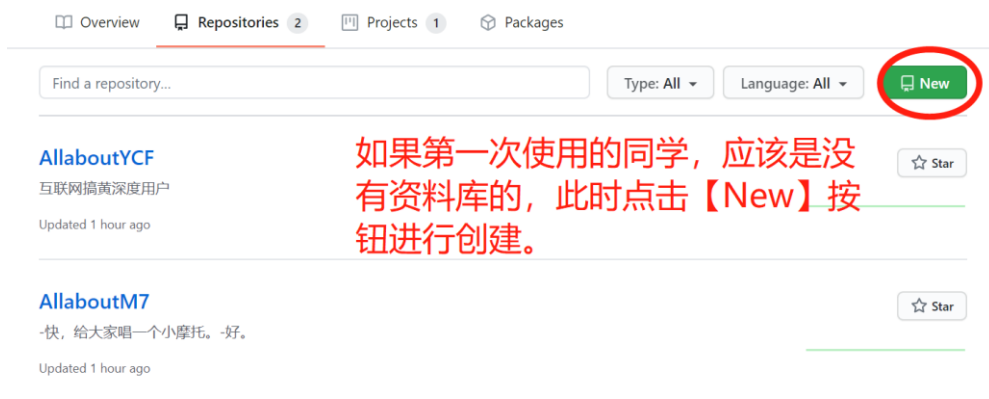 Overview Repositories 2 Projects 1 Packages
Find a repository... Type: All Language: All New
AllaboutYCF
互联网搞黄深度用户
Updated 1 hour ago
Star
如果第一次使用的同学，应该是没
有资料库的，此时点击【New】按
钮进行创建。
AllaboutM7
-快，给大家唱一个小摩托。-好。
Updated 1 hour ago
Star